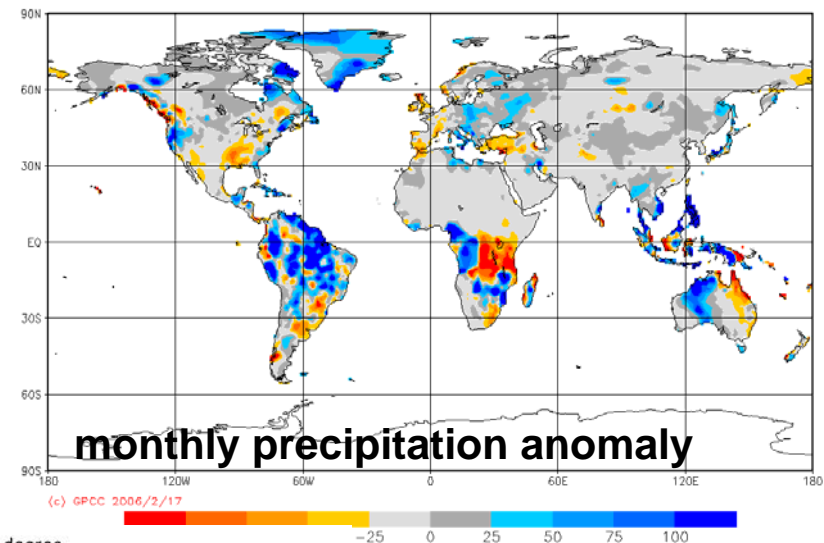 90N
60N
30N
EQ
30S
60S
monthly precipitation anomaly
90S
180 120W 60W 0 60E 120E 180
(c) GPCC 2006/2/17
-25 0 25 50 75 100